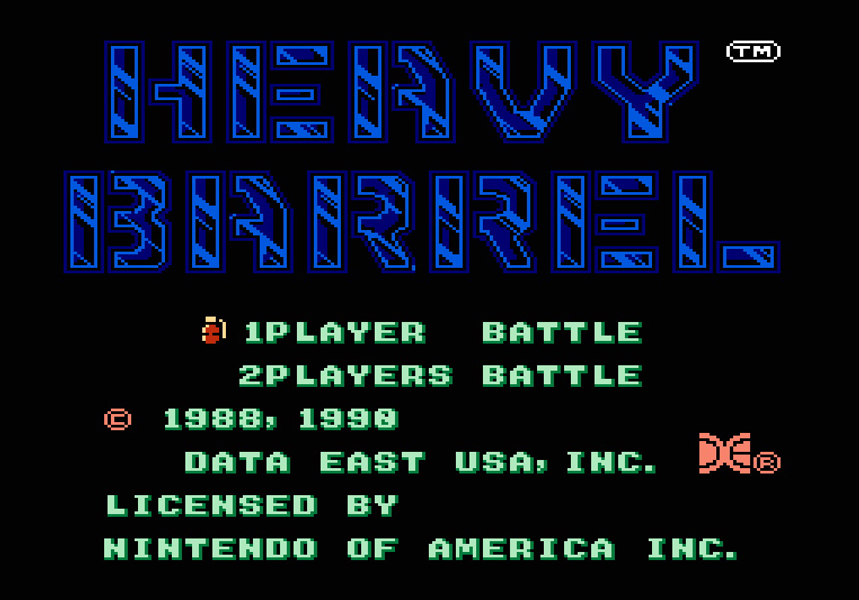 HEAVY ™
BARREL
1PLAYER BATTLE
2PLAYERS BATTLE
© 1988, 1990
DATA EAST USA, INC. ®
LICENSED BY
NINTENDO OF AMERICA INC.